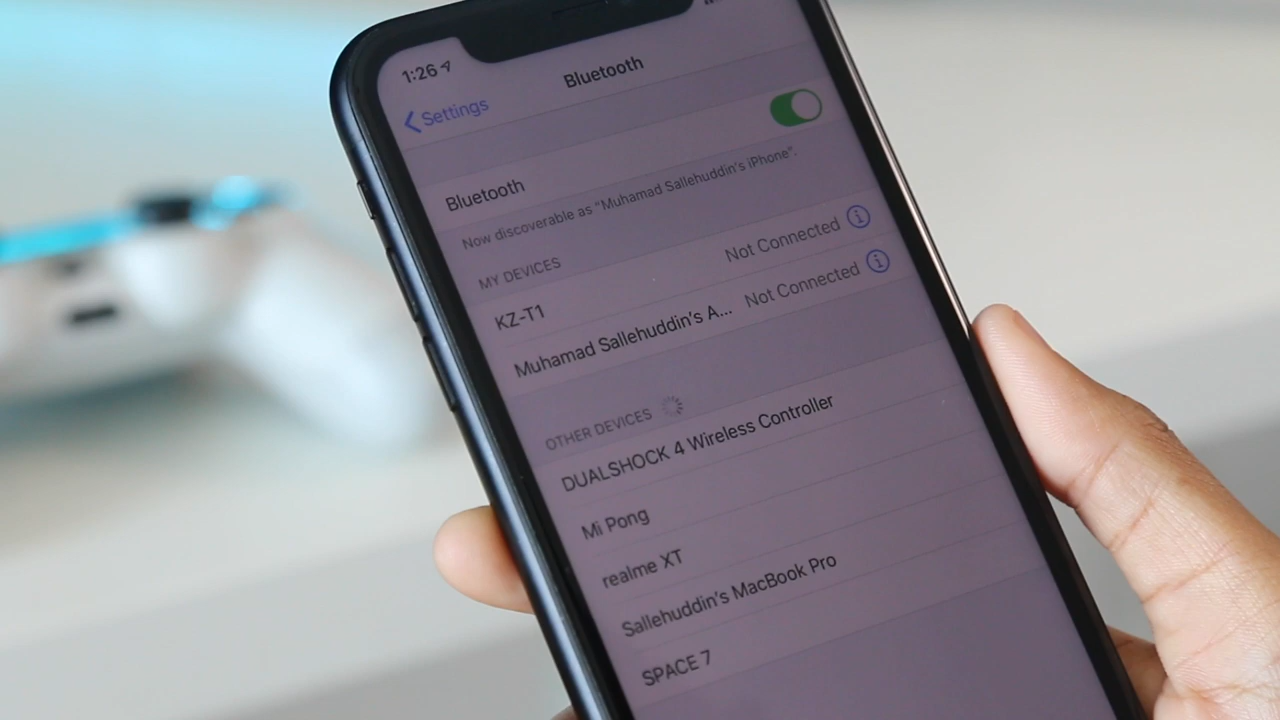 1:26
Bluetooth
Settings
Bluetooth
Now discoverable as “Muhamad Sallehuddin’s iPhone”.
MY DEVICES
KZ-T1 Not Connected
Muhamad Sallehuddin’s A... Not Connected
OTHER DEVICES
DUALSHOCK 4 Wireless Controller
Mi Pong
realme XT
Sallehuddin’s MacBook Pro
SPACE 7